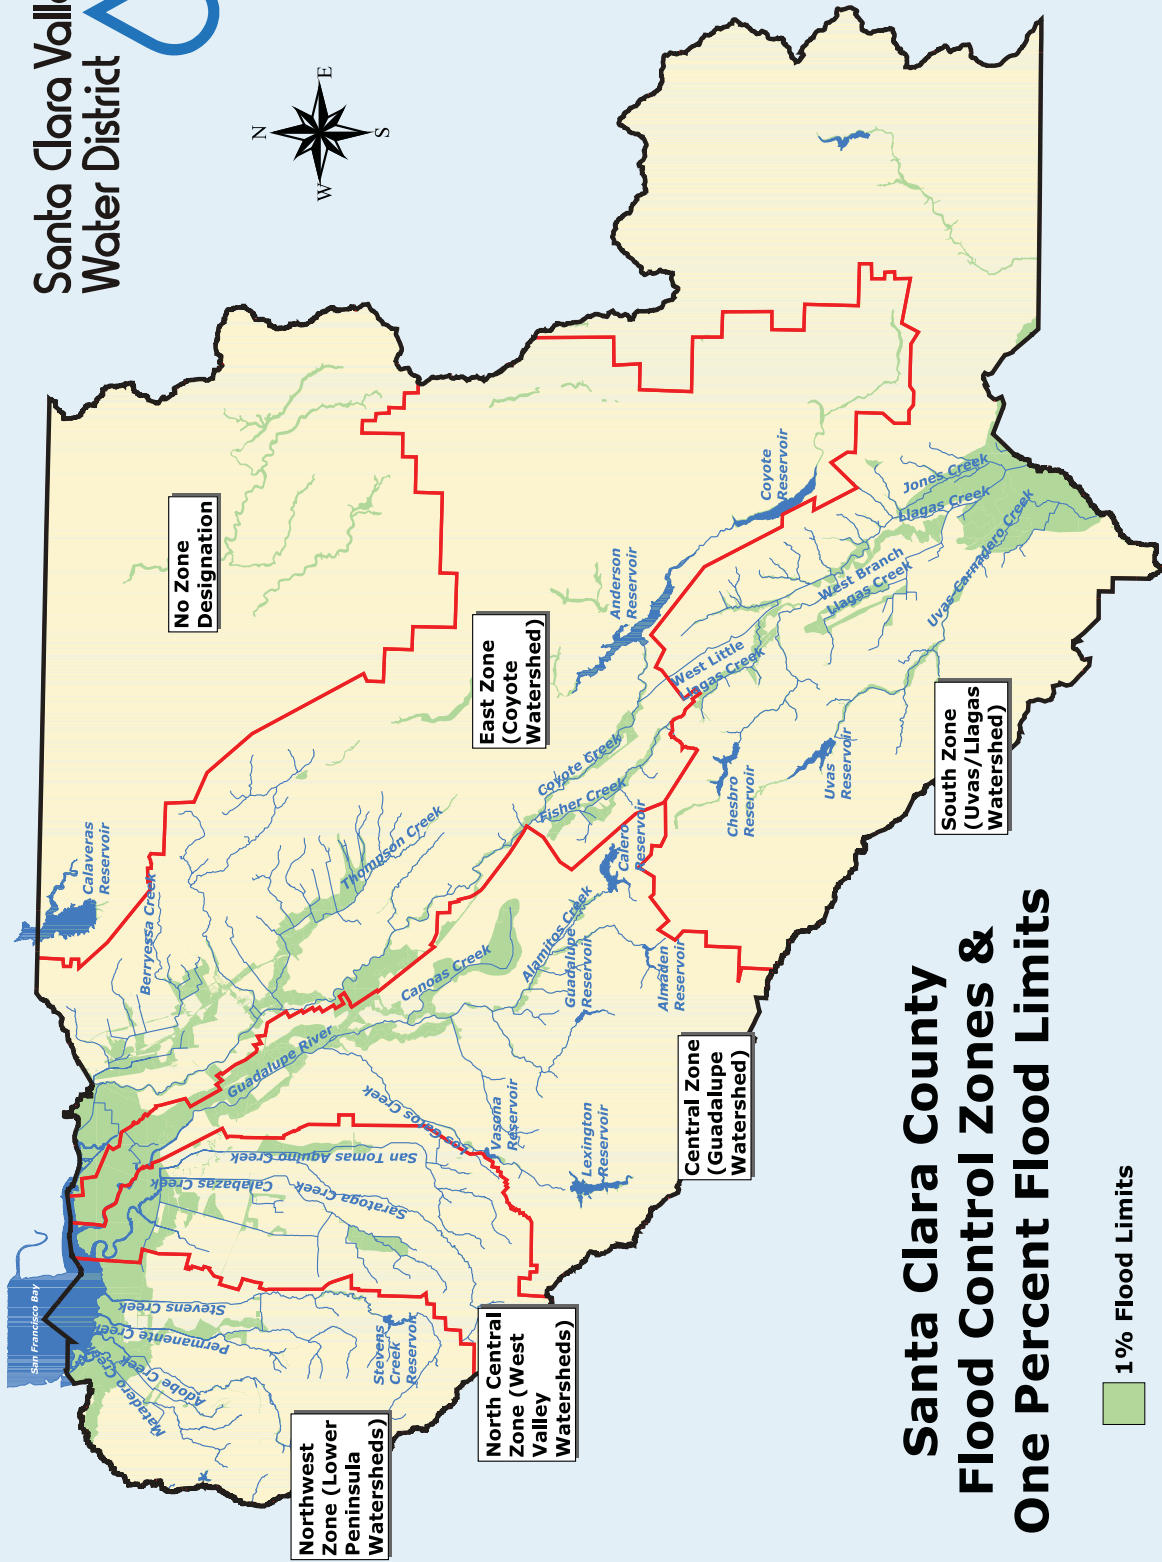 Santa Clara Valle
Water District
N
W
E
S
San Francisco Bay
Calaveras
Reservoir
Berryessa Creek
No Zone
Designation
Thompson Creek
East Zone
(Coyote
Watershed)
Anderson
Reservoir
Coyote
Reservoir
Coyote Creek
Fisher Creek
West Little
Llagas Creek
West Branch
Llagas Creek
Llagas Creek
Jones Creek
Uvas-Carnadero Creek
Matadero Creek
Adobe Creek
Permanente Creek
Stevens Creek
Calabazas Creek
San Tomas Aquino Creek
Saratoga Creek
Los Gatos Creek
Guadalupe River
Canoas Creek
Alamitos Creek
Guadalupe
Reservoir
Calero
Reservoir
Almaden
Reservoir
Chesbro
Reservoir
Uvas
Reservoir
Stevens
Creek
Reservoir
Vasona
Reservoir
Lexington
Reservoir
Northwest
Zone (Lower
Peninsula
Watersheds)
North Central
Zone (West
Valley
Watersheds)
Central Zone
(Guadalupe
Watershed)
South Zone
(Uvas/Llagas
Watershed)
Santa Clara County
Flood Control Zones &
One Percent Flood Limits
1% Flood Limits